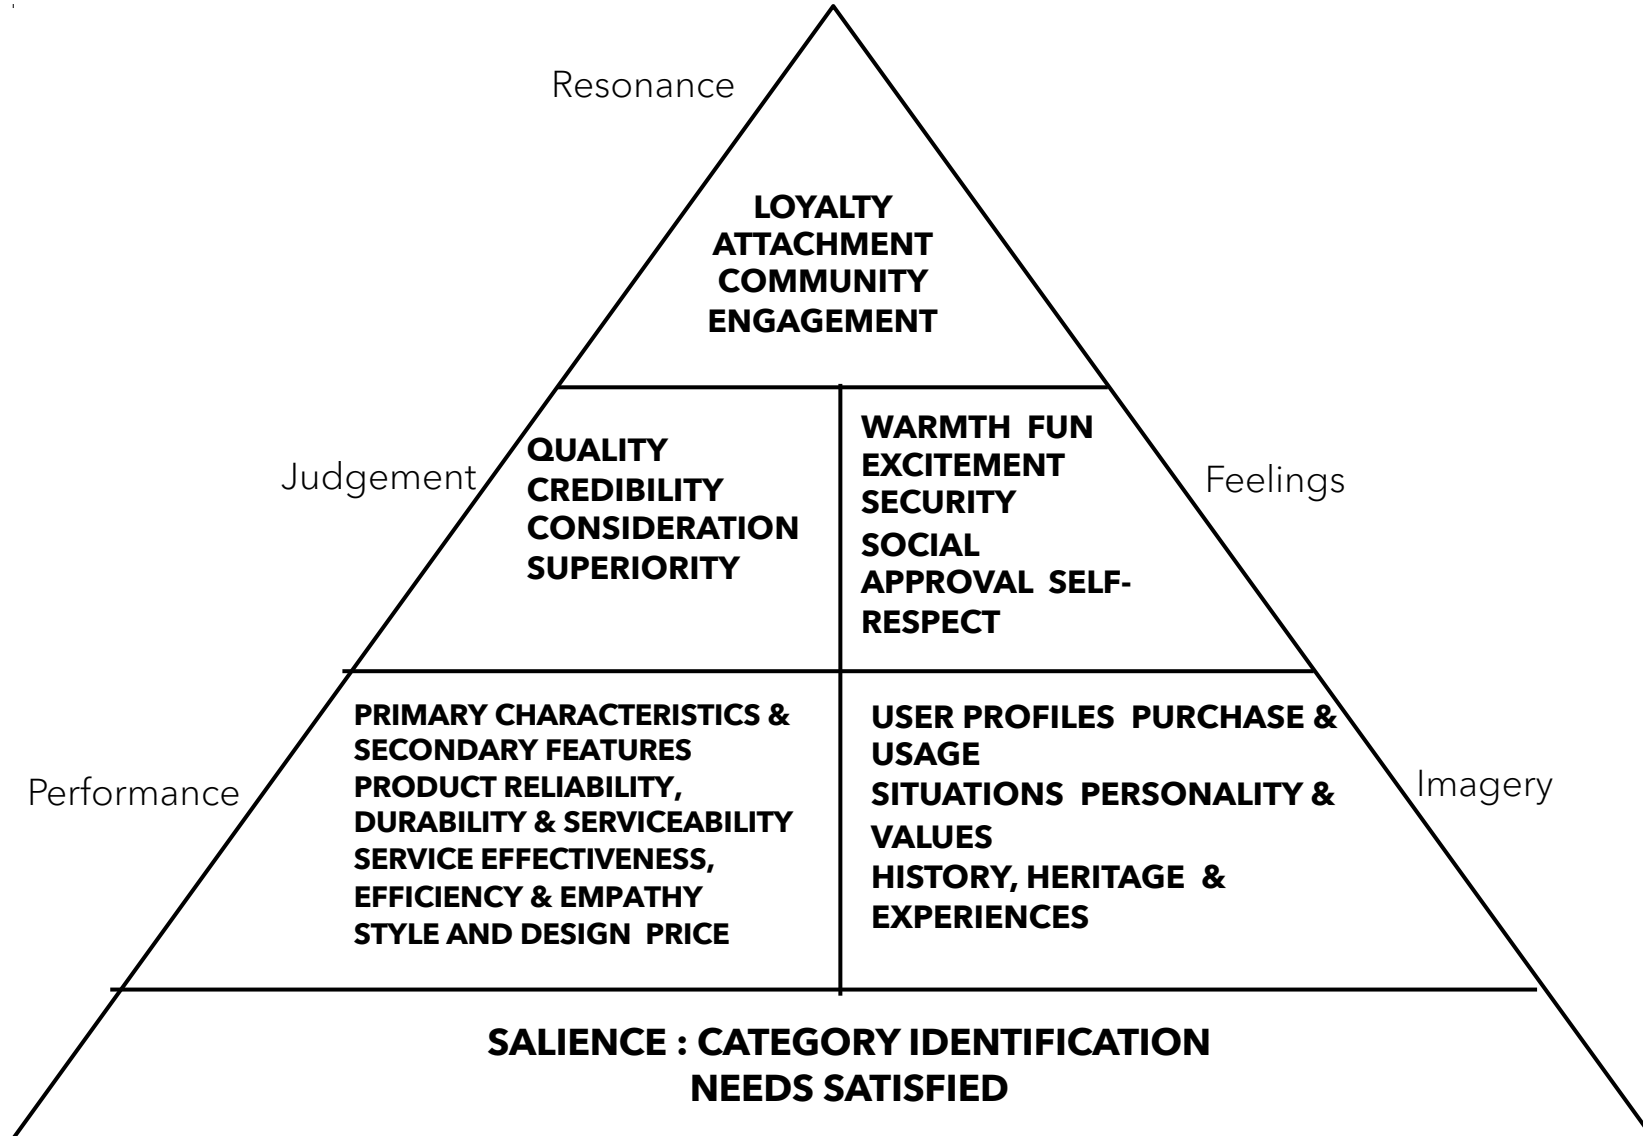 Resonance
LOYALTY
ATTACHMENT
COMMUNITY
ENGAGEMENT
Judgement
QUALITY
CREDIBILITY
CONSIDERATION
SUPERIORITY
WARMTH FUN
EXCITEMENT
SECURITY
SOCIAL
APPROVAL SELF-
RESPECT
Feelings
Performance
PRIMARY CHARACTERISTICS &
SECONDARY FEATURES
PRODUCT RELIABILITY,
DURABILITY & SERVICEABILITY
SERVICE EFFECTIVENESS,
EFFICIENCY & EMPATHY
STYLE AND DESIGN PRICE
USER PROFILES PURCHASE &
USAGE
SITUATIONS PERSONALITY &
VALUES
HISTORY, HERITAGE &
EXPERIENCES
Imagery
SALIENCE : CATEGORY IDENTIFICATION
NEEDS SATISFIED